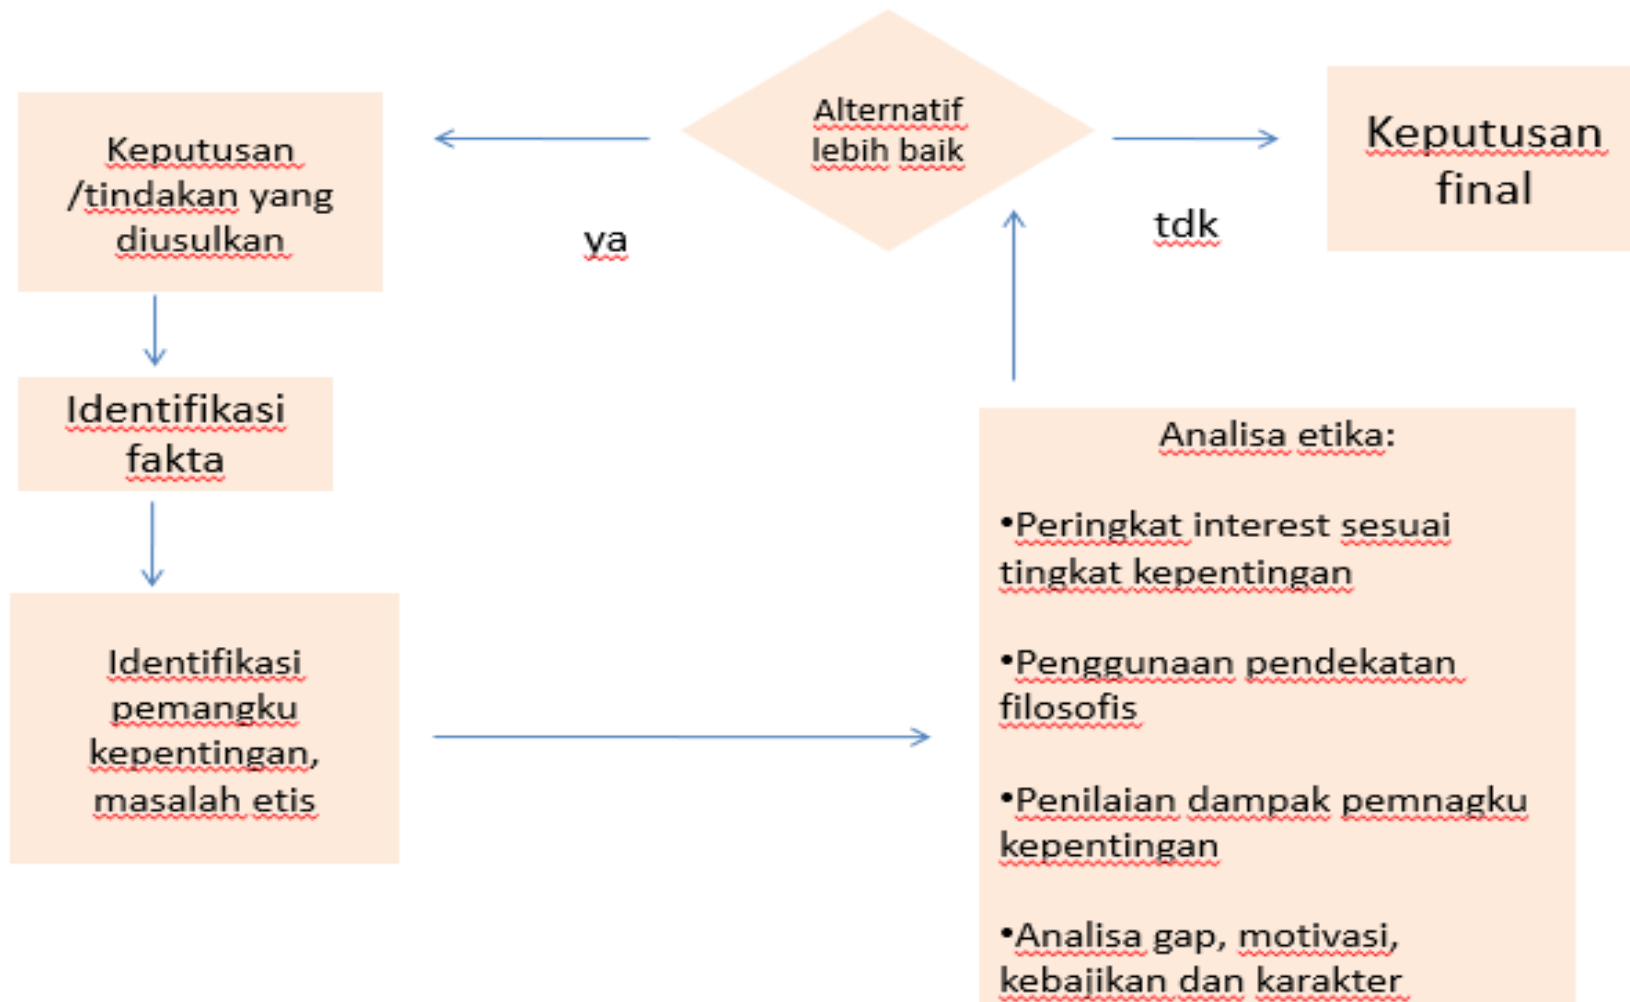 Alternatif
lebih baik
Keputusan
/tindakan yang
diusulkan
Keputusan
final
ya
tdk
Identifikasi
fakta
Identifikasi
pemangku
kepentingan,
masalah etis
Analisa etika:
•Peringkat interest sesuai
tingkat kepentingan
•Penggunaan pendekatan
filosofis
•Penilaian dampak pemnagku
kepentingan
•Analisa gap, motivasi,
kebajikan dan karakter